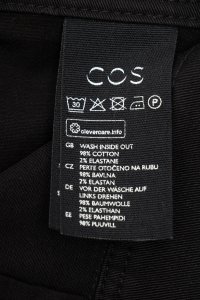 COS
30
P
clevercare.info
GB WASH INSIDE OUT
98% COTTON
2% ELASTANE
CZ PERTE OTOČENO NA RUBU
98% BAVLNA
2% ELASTAN
DE VOR DER WÄSCHE AUF
LINKS DREHEN
98% BAUMWOLLE
2% ELASTHAN
EE PESE PAHEMPIDI
98% PUUVILL